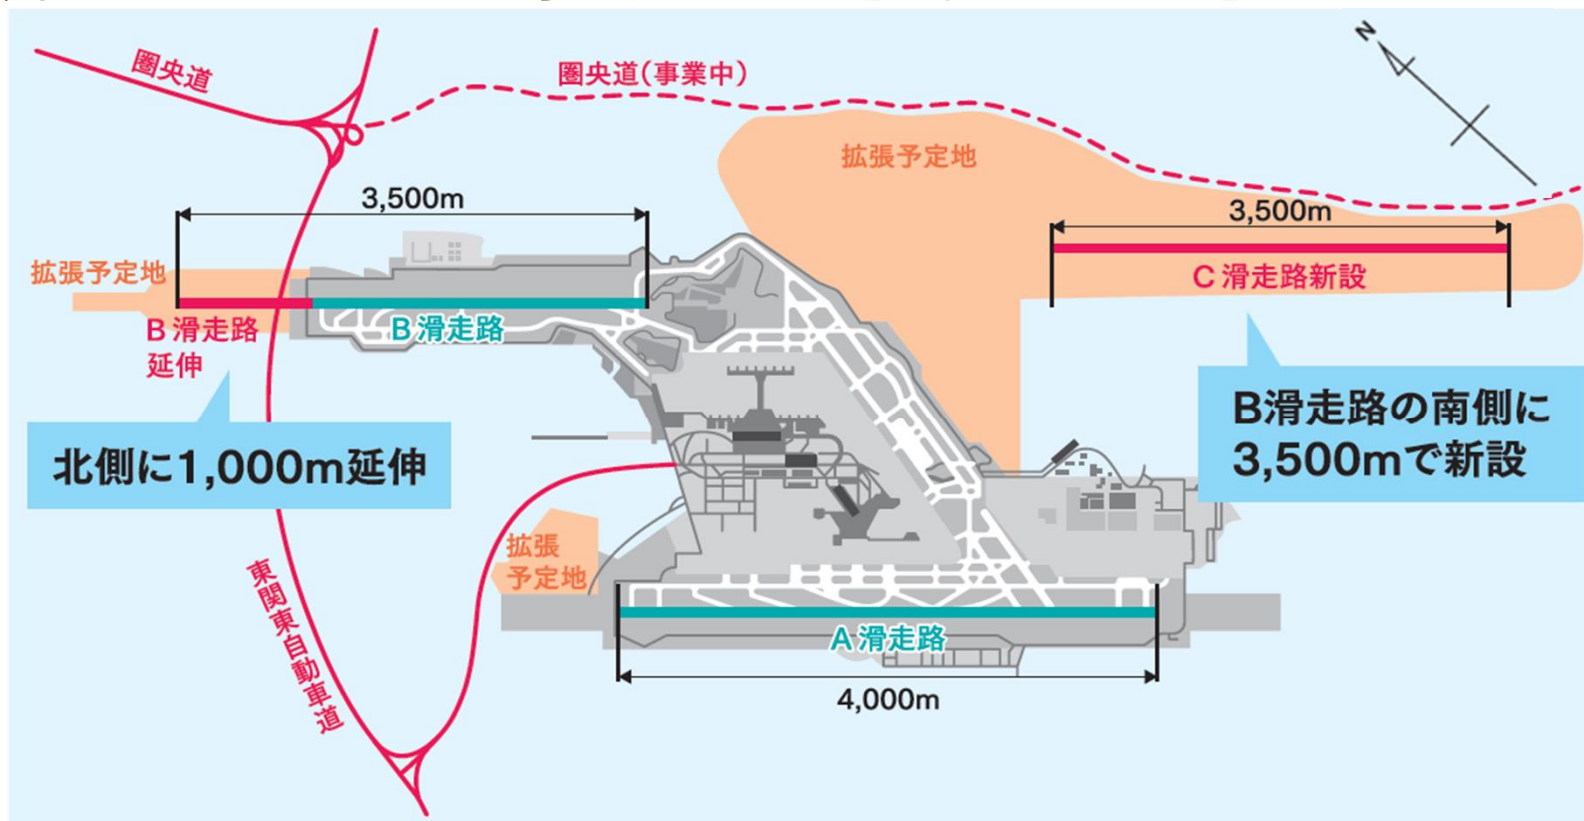 N
圏央道
圏央道(事業中)
拡張予定地
3,500m
3,500m
拡張予定地
C滑走路新設
B滑走路
延伸
B滑走路
B滑走路の南側に
3,500mで新設
北側に1,000m延伸
拡張
予定地
東関東自動車道
A滑走路
4,000m